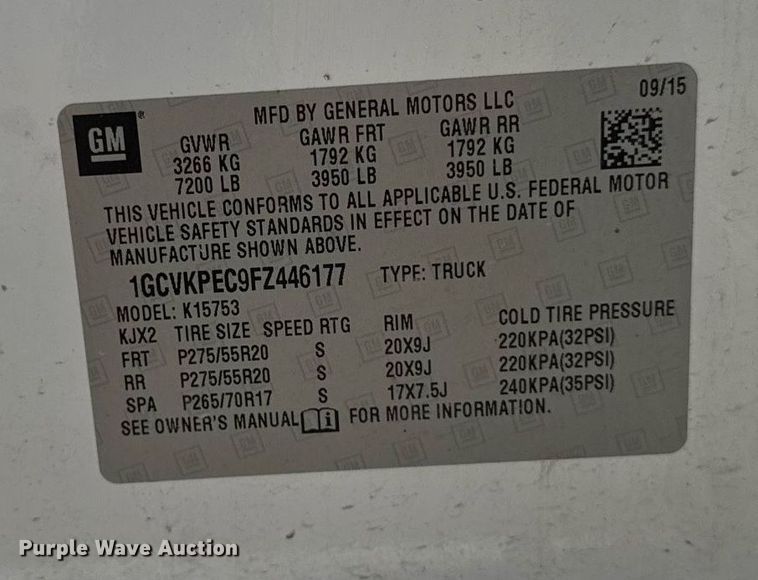 GM®
MFD BY GENERAL MOTORS LLC 09/15
GVWR GAWR FRT GAWR RR
3266 KG 1792 KG 1792 KG
7200 LB 3950 LB 3950 LB
THIS VEHICLE CONFORMS TO ALL APPLICABLE U.S. FEDERAL MOTOR
VEHICLE SAFETY STANDARDS IN EFFECT ON THE DATE OF
MANUFACTURE SHOWN ABOVE.
1GCVKPEC9FZ446177 TYPE: TRUCK
MODEL: K15753
KJX2 TIRE SIZE SPEED RTG RIM COLD TIRE PRESSURE
FRT P275/55R20 S 20X9J 220KPA(32PSI)
RR P275/55R20 S 20X9J 220KPA(32PSI)
SPA P265/70R17 S 17X7.5J 240KPA(35PSI)
SEE OWNER'S MANUAL i FOR MORE INFORMATION.
Purple Wave Auction